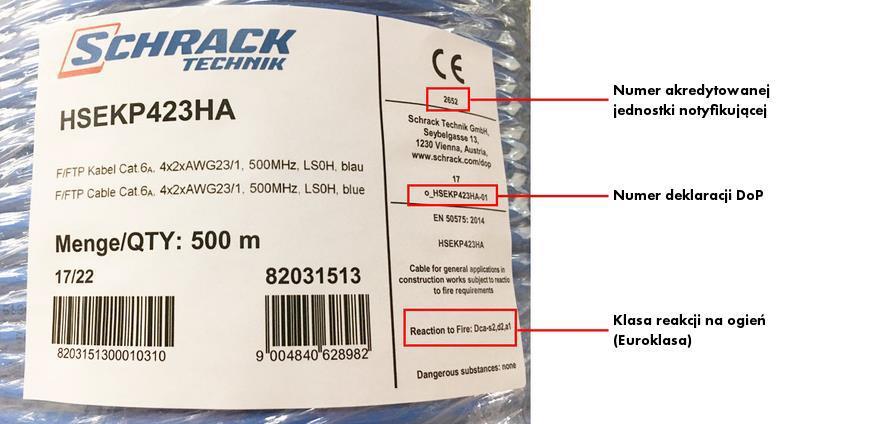 SCHRACK
TECHNIK
HSEKP423HA
F/FTP Kabel Cat.6A. 4x2xAWG23/1, 500MHz, LS0H, blau
F/FTP Cable Cat.6A. 4x2xAWG23/1, 500MHz, LS0H, blue
Menge/QTY: 500 m
17/22
82031513
8203151300010310
9 004840 628982
CE
2652
Schrack Technik GmbH,
Seybelgasse 13,
1230 Vienna, Austria,
www.schrack.com/dop
17
o_HSEKP423HA-01
EN 50575: 2014
HSEKP423HA
Cable for general applications in
construction works subject to reactio
to fire requirements
Reaction to Fire: Dca-s2,d2,a1
Dangerous substances: none
Numer akredytowanej
jednostki notyfikującej
Numer deklaracji DoP
Klasa reakcji na ogień
(Euroklasa)